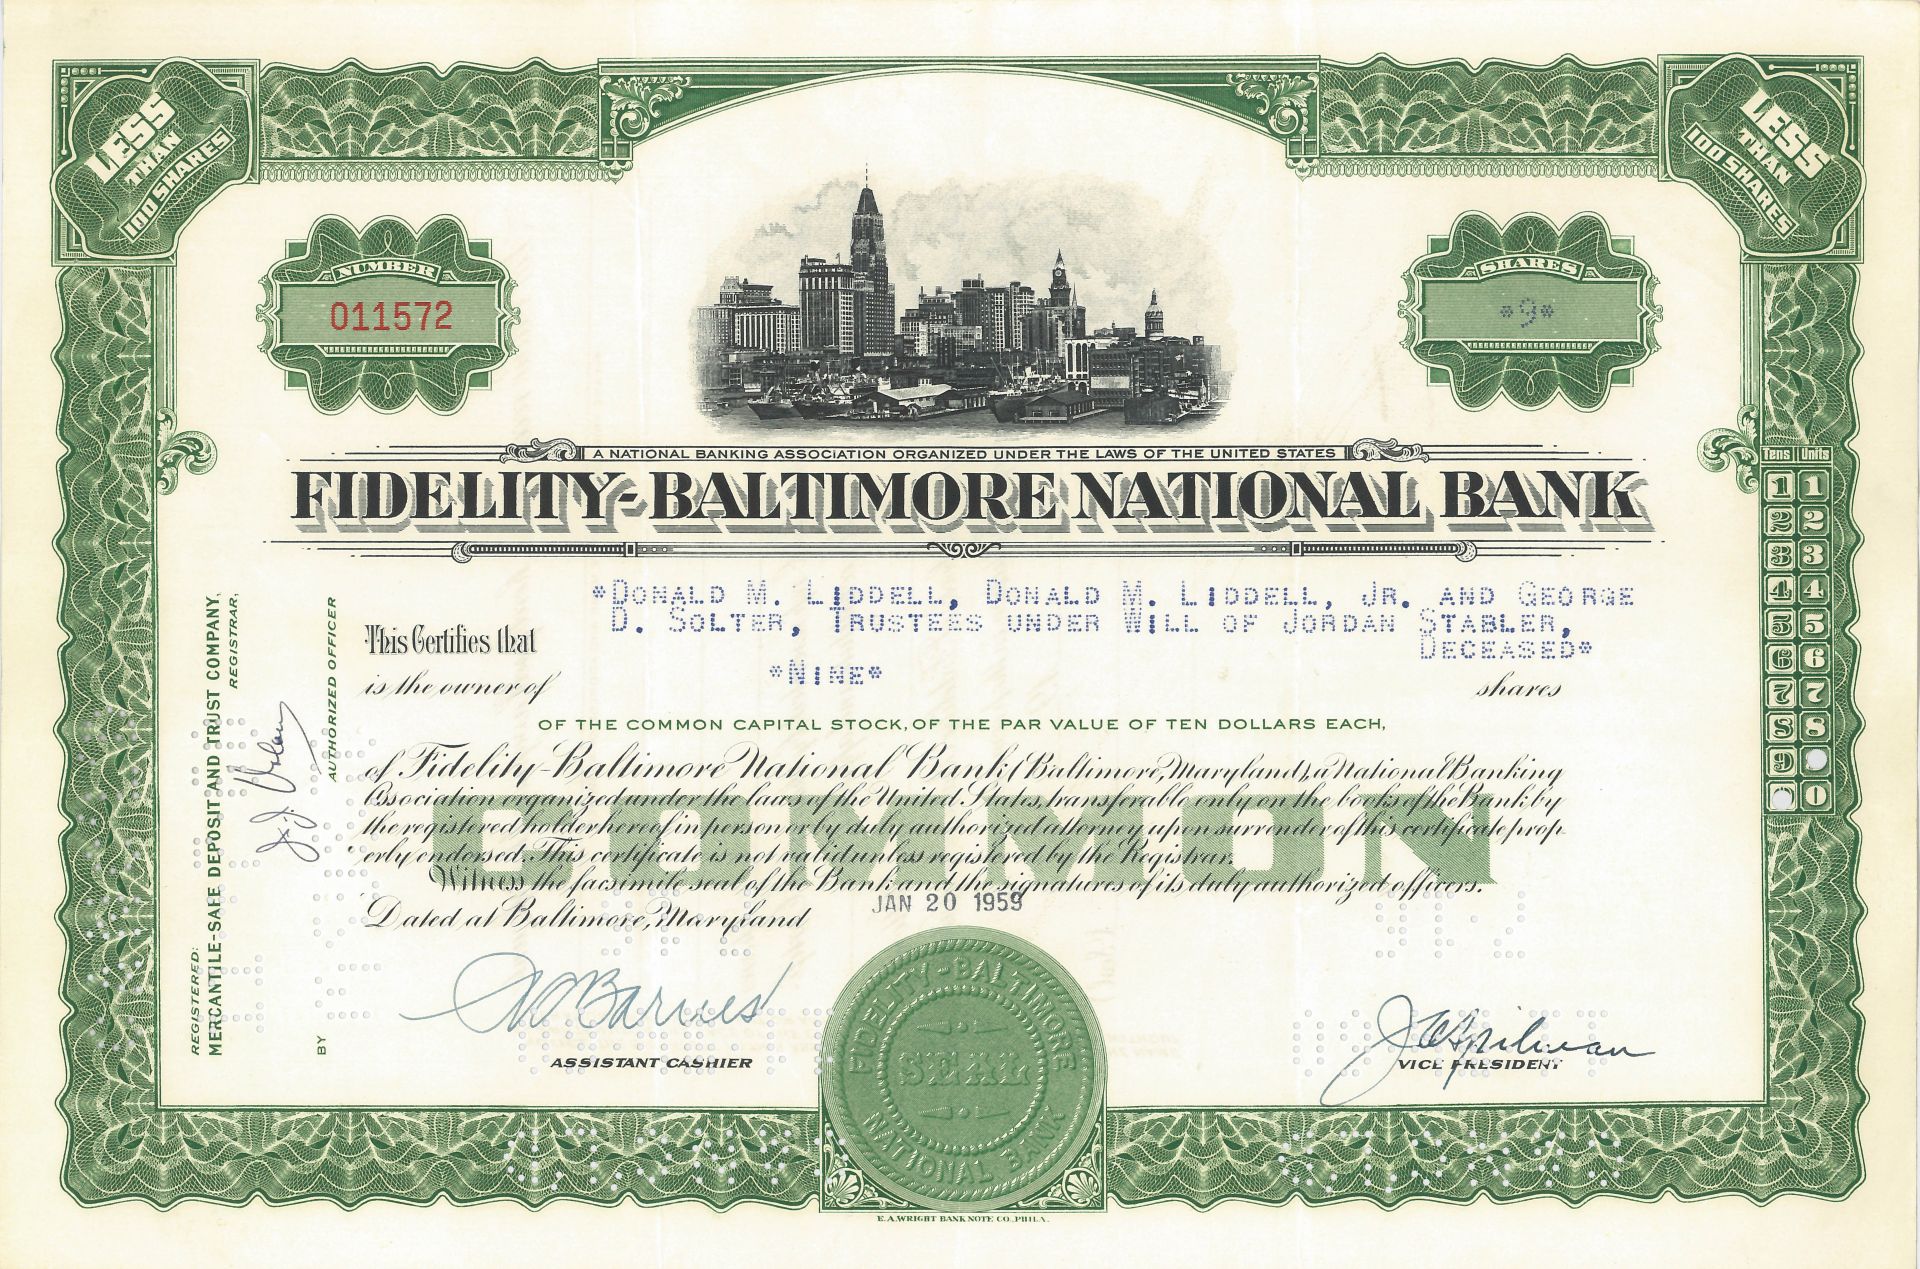 LESS
THAN
100 SHARES
LESS
THAN
100 SHARES
NUMBER
011572
SHARES
*9*
A NATIONAL BANKING ASSOCIATION ORGANIZED UNDER THE LAWS OF THE UNITED STATES
FIDELITY-BALTIMORE NATIONAL BANK
*DONALD M. LIDDELL, DONALD M. LIDDELL, JR. AND GEORGE
D. SOLTER, TRUSTEES UNDER WILL OF JORDAN STABLER,
DECEASED*
This Certifies that
*NINE*
is the owner of shares
OF THE COMMON CAPITAL STOCK, OF THE PAR VALUE OF TEN DOLLARS EACH,
of Fidelity-Baltimore National Bank (Baltimore, Maryland), a National Banking
Association organized under the laws of the United States, transferable only on the books of the Bank by
the registered holder hereof in person or by duly authorized attorney upon surrender of this certificate prop-
erly endorsed. This certificate is not valid unless registered by the Registrar.
Witness the facsimile seal of the Bank and the signatures of its duly authorized officers.
COMMON
Dated at Baltimore, Maryland JAN 20 1959
Barnes
ASSISTANT CASHIER
VICE PRESIDENT
FIDELITY-BALTIMORE
SEAL
NATIONAL BANK
E. A. WRIGHT BANK NOTE CO., PHILA.
REGISTERED:
MERCANTILE-SAFE DEPOSIT AND TRUST COMPANY,
REGISTRAR,
BY
AUTHORIZED OFFICER
Tens Units
1 1
2 2
3 3
4 4
5 5
6 6
7 7
8 8
9
0